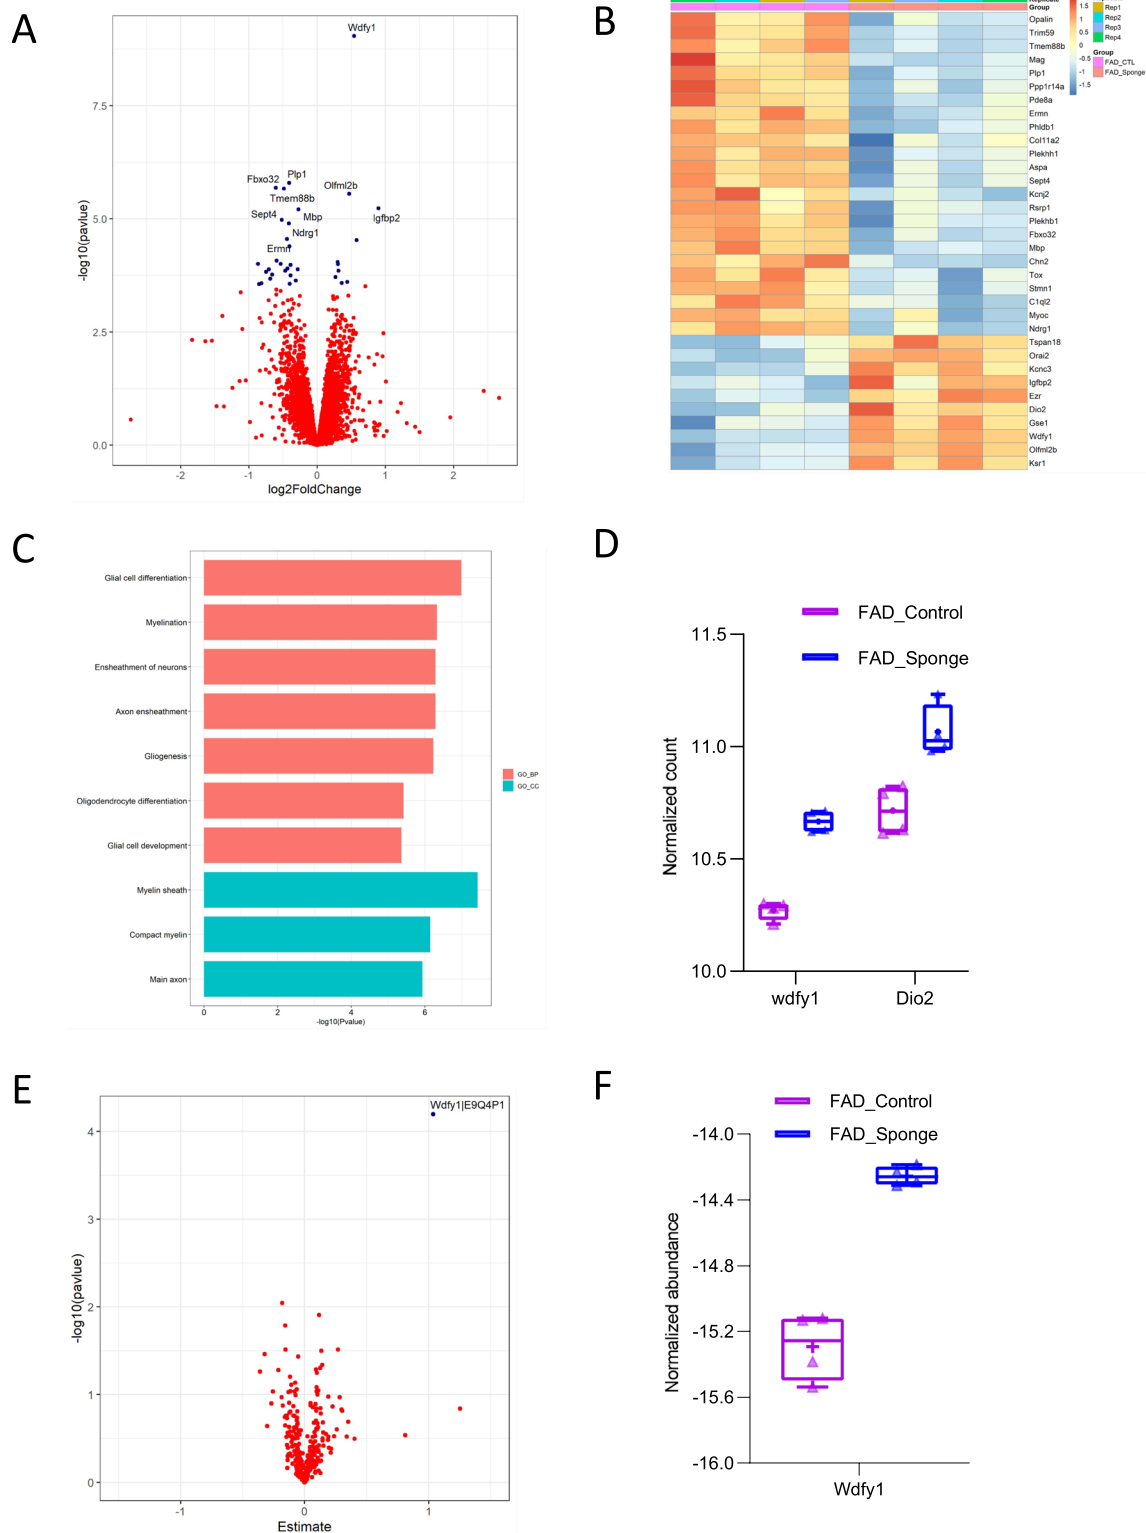 A
Wdfy1
7.5
Fbxo32
Plp1
Olfml2b
Tmem88b
Sept4
Mbp
Igfbp2
5.0
Ndrg1
Ermn
2.5
0.0
-2
-1
0
1
2
log2FoldChange
-log10(pavlue)
B
Group
Opalin
Trim59
Tmem88b
Mag
Plp1
Ppp1r14a
Pde8a
Ermn
Phldb1
Col11a2
Plekhh1
Aspa
Sept4
Kcnj2
Rsrp1
Plekhb1
Fbxo32
Mbp
Chn2
Tox
Stmn1
C1ql2
Myoc
Ndrg1
Tspan18
Orai2
Kcnc3
Igfbp2
Ezr
Dio2
Gse1
Wdfy1
Olfml2b
Ksr1
1.5
1
0.5
0
-0.5
-1
-1.5
Rep1
Rep2
Rep3
Rep4
Group
FAD_CTL
FAD_Sponge
C
Glial cell differentiation
Myelination
Ensheathment of neurons
Axon ensheathment
Gliogenesis
Oligodendrocyte differentiation
Glial cell development
Myelin sheath
Compact myelin
Main axon
0
2
4
6
-log10(Pvalue)
GO_BP
GO_CC
D
FAD_Control
FAD_Sponge
11.5
11.0
10.5
10.0
Normalized count
wdfy1
Dio2
E
Wdfy1|E9Q4P1
4
3
2
1
0
-log10(pavlue)
-1
0
1
Estimate
F
FAD_Control
FAD_Sponge
-14.0
-14.4
-14.8
-15.2
-15.6
-16.0
Normalized abundance
Wdfy1